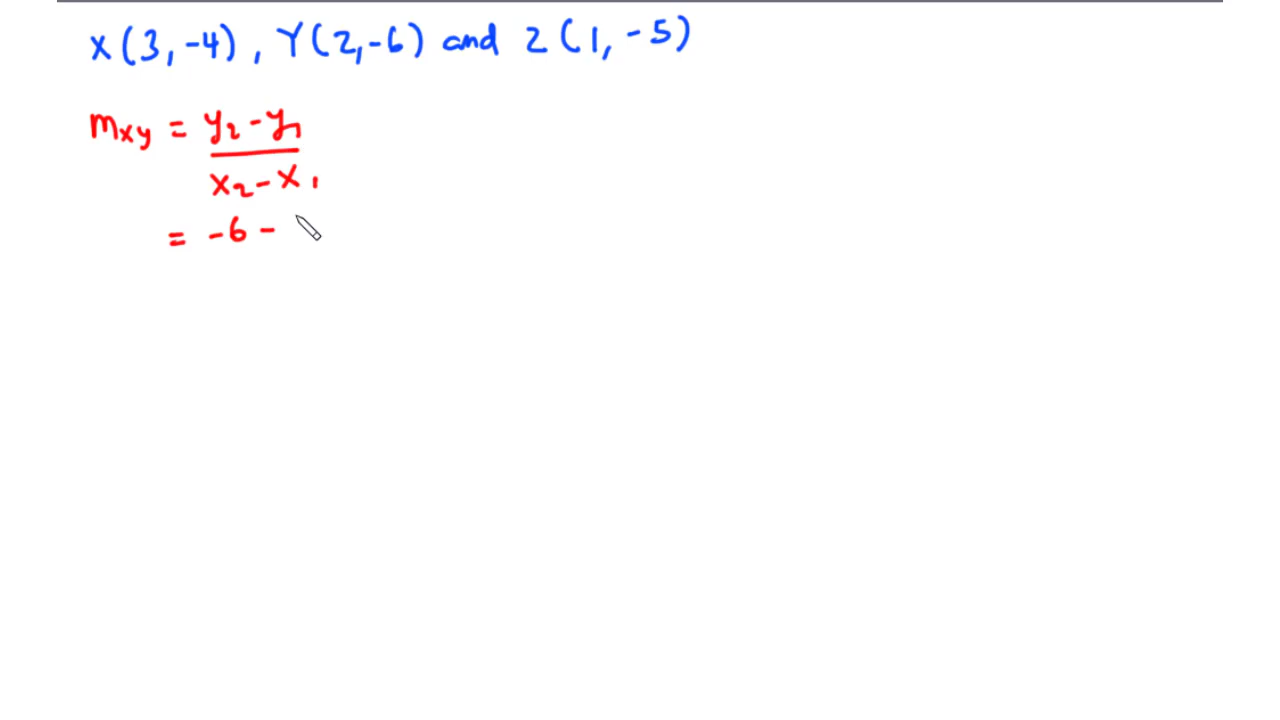 X(3,-4), Y(2,-6) and Z(1,-5)
mxy = y2-y1
x2-x1
= -6 -